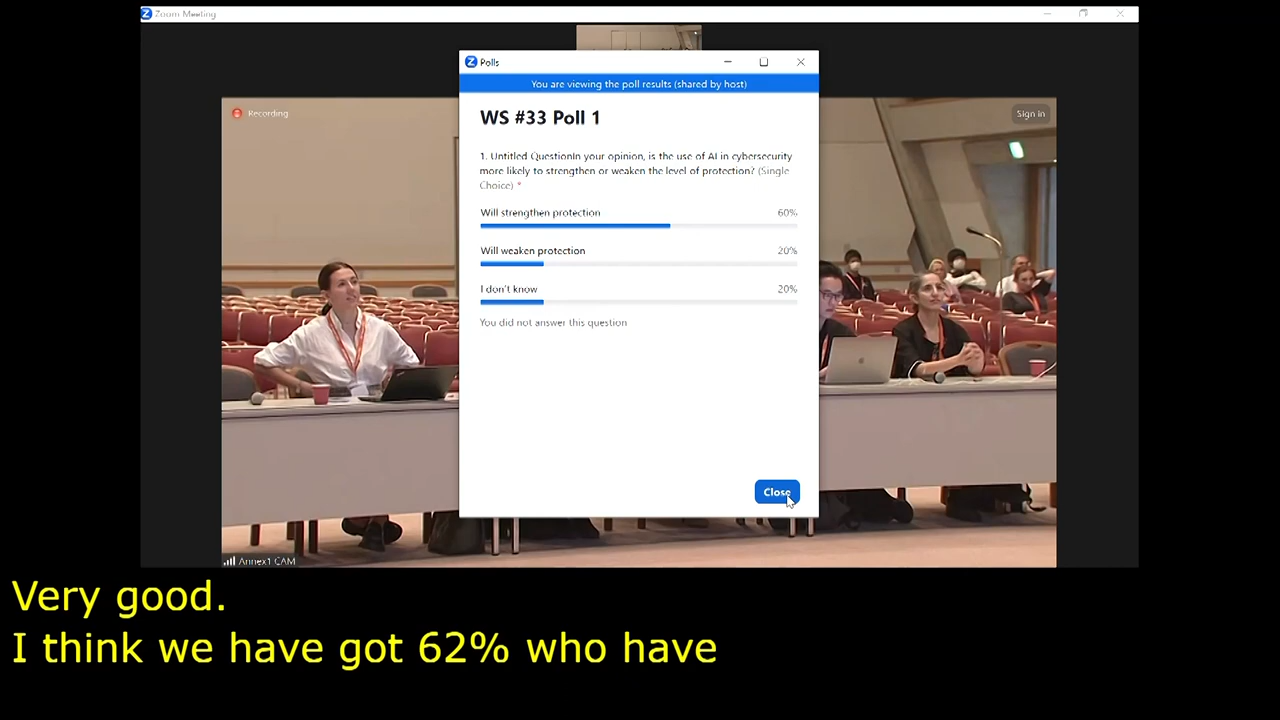 Zoom Meeting
Polls
You are viewing the poll results (shared by host)
Recording
Sign in
WS #33 Poll 1
1. Untitled QuestionIn your opinion, is the use of AI in cybersecurity
more likely to strengthen or weaken the level of protection? (Single
Choice) *
Will strengthen protection 60%
Will weaken protection 20%
I don't know 20%
You did not answer this question
Close
Annex1 CAM
Very good.
I think we have got 62% who have